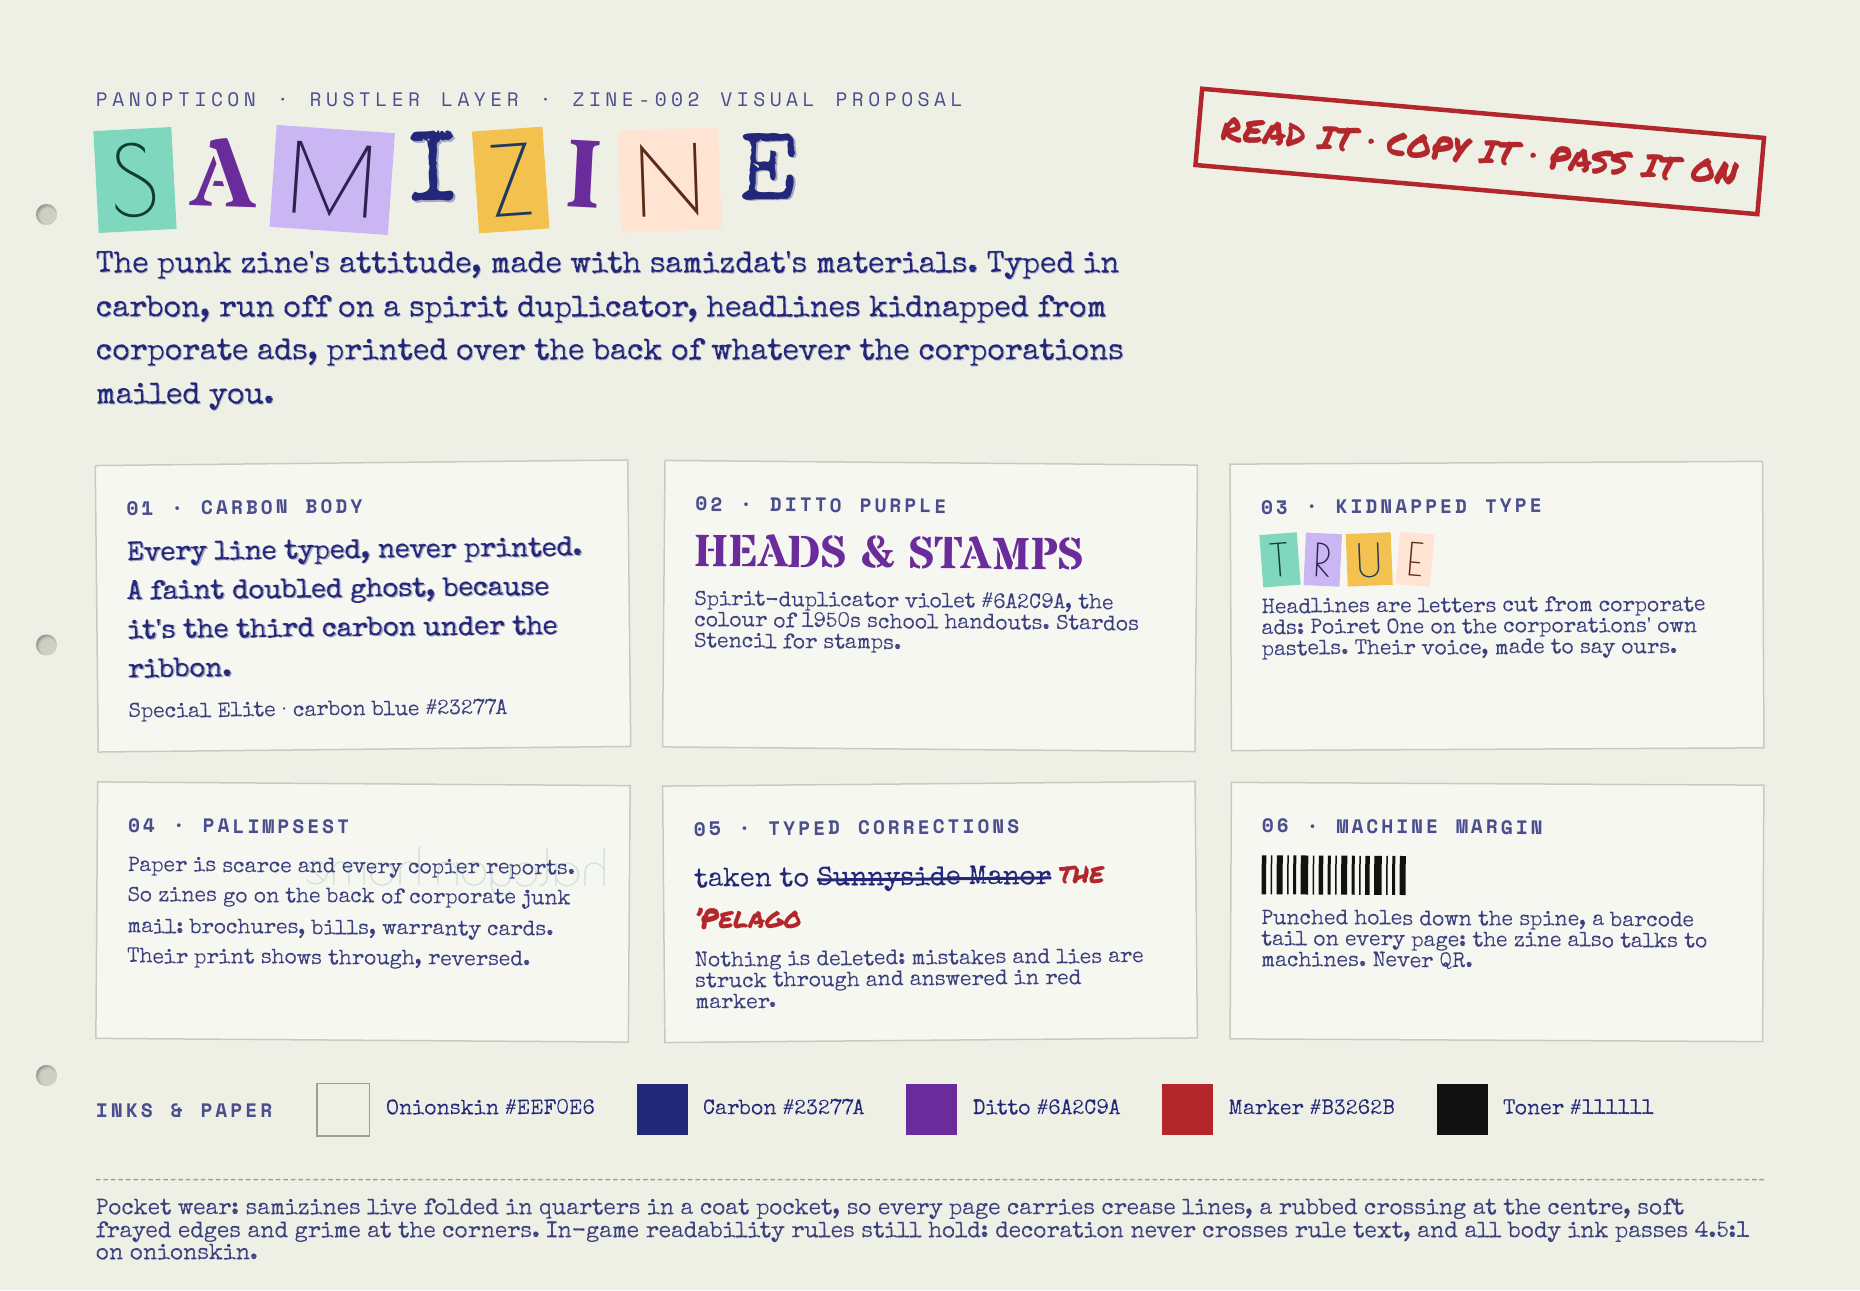 PANOPTICON · RUSTLER LAYER · ZINE-002 VISUAL PROPOSAL
SAMIZINE
READ IT · COPY IT · PASS IT ON
The punk zine's attitude, made with samizdat's materials. Typed in
carbon, run off on a spirit duplicator, headlines kidnapped from
corporate ads, printed over the back of whatever the corporations
mailed you.
01 · CARBON BODY
Every line typed, never printed.
A faint doubled ghost, because
it's the third carbon under the
ribbon.
Special Elite · carbon blue #23277A
02 · DITTO PURPLE
HEADS & STAMPS
Spirit-duplicator violet #6A2C9A, the
colour of 1950s school handouts. Stardos
Stencil for stamps.
03 · KIDNAPPED TYPE
TRUE
Headlines are letters cut from corporate
ads: Poiret One on the corporations' own
pastels. Their voice, made to say ours.
04 · PALIMPSEST
Paper is scarce and every copier reports.
So zines go on the back of corporate junk
mail: brochures, bills, warranty cards.
Their print shows through, reversed.
05 · TYPED CORRECTIONS
taken to Sunnyside Manor THE
'PELAGO
Nothing is deleted: mistakes and lies are
struck through and answered in red
marker.
06 · MACHINE MARGIN
Punched holes down the spine, a barcode
tail on every page: the zine also talks to
machines. Never QR.
INKS & PAPER
Onionskin #EEF0E6
Carbon #23277A
Ditto #6A2C9A
Marker #B3262B
Toner #111111
Pocket wear: samizines live folded in quarters in a coat pocket, so every page carries crease lines, a rubbed crossing at the centre, soft
frayed edges and grime at the corners. In-game readability rules still hold: decoration never crosses rule text, and all body ink passes 4.5:1
on onionskin.